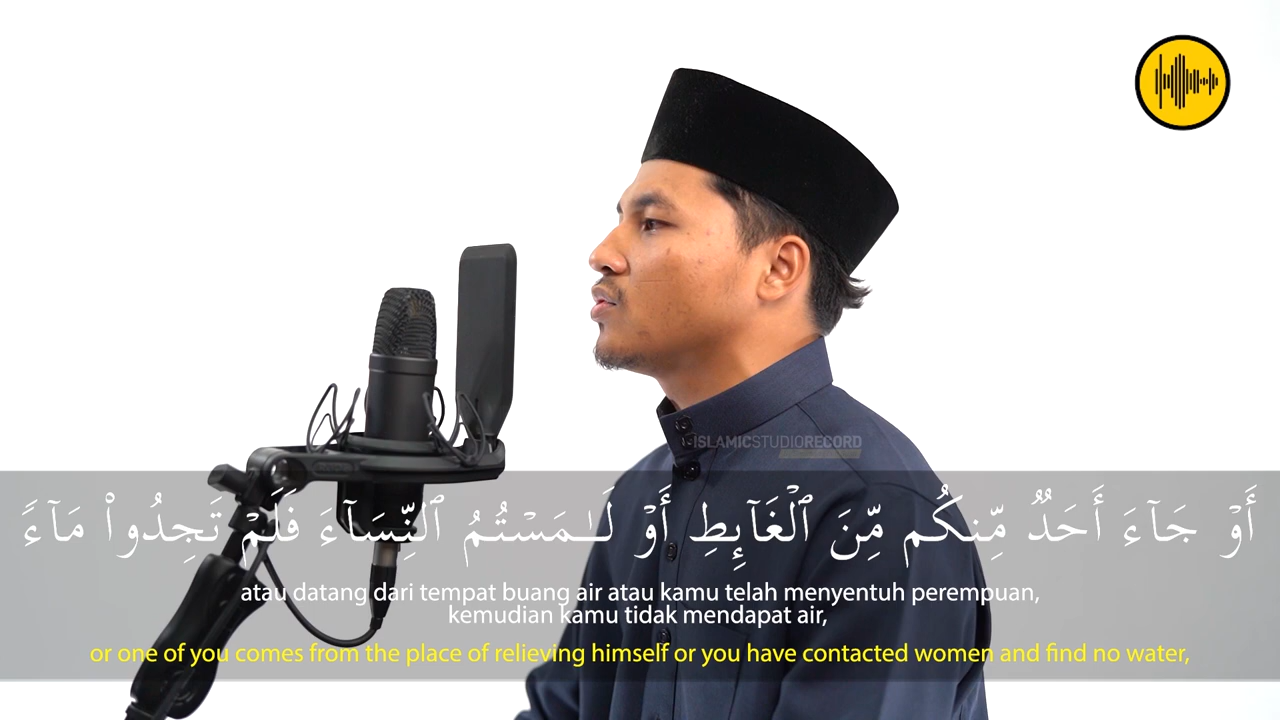 ISLAMICSTUDIORECORD
أَوْ جَآءَ أَحَدٌ مِّنكُم مِّنَ ٱلْغَآئِطِ أَوْ لَـٰمَسْتُمُ ٱلنِّسَآءَ فَلَمْ تَجِدُوا۟ مَآءً
atau datang dari tempat buang air atau kamu telah menyentuh perempuan,
kemudian kamu tidak mendapat air,
or one of you comes from the place of relieving himself or you have contacted women and find no water,